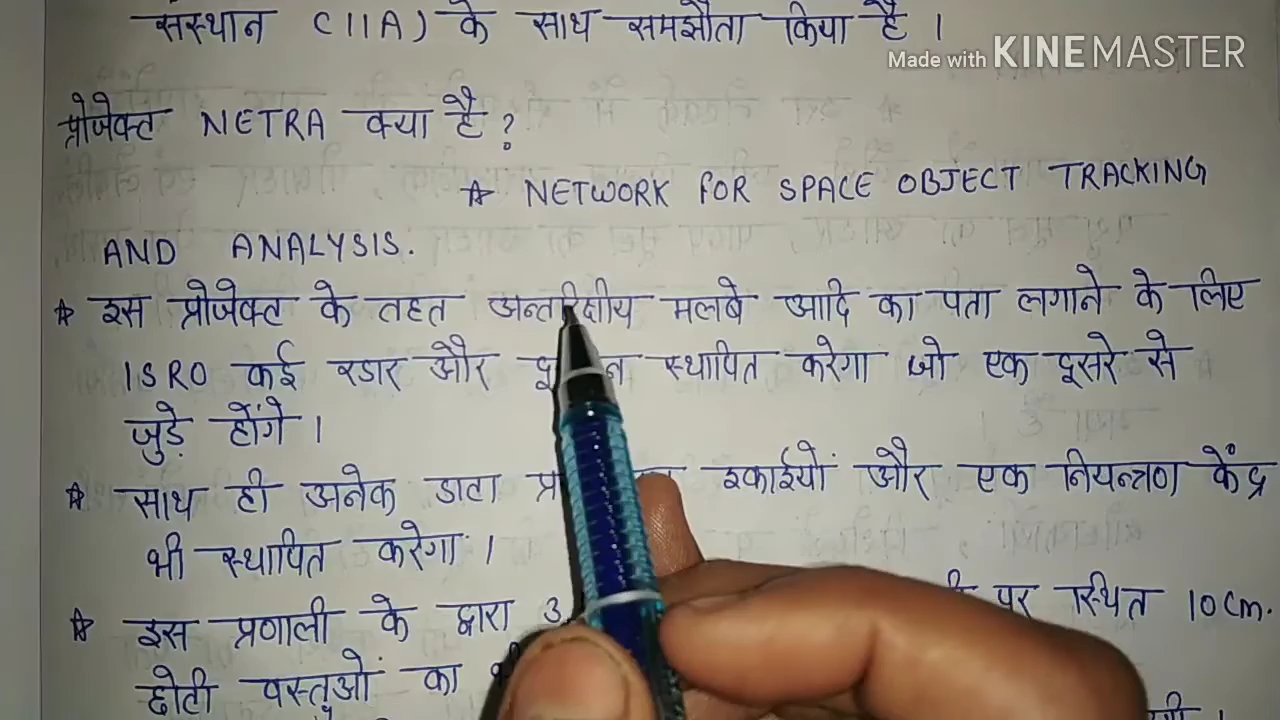 संस्थान (IIA) के साथ समझौता किया है ।
Made with KINEMASTER
प्रोजेक्ट NETRA क्या है ?
☆ NETWORK FOR SPACE OBJECT TRACKING
AND ANALYSIS.
☆ इस प्रोजेक्ट के तहत अन्तरिक्षीय मलबे आदि का पता लगाने के लिए
ISRO कई रडार और स्थापित करेगा जो एक दूसरे से
जुड़े होंगे ।
☆ साथ ही अनेक डाटा इकाईयों और एक नियन्त्रण केंद्र
भी स्थापित करेगा ।
☆ इस प्रणाली के द्वारा 3 पर स्थित 10cm.
छोटी वस्तुओं का